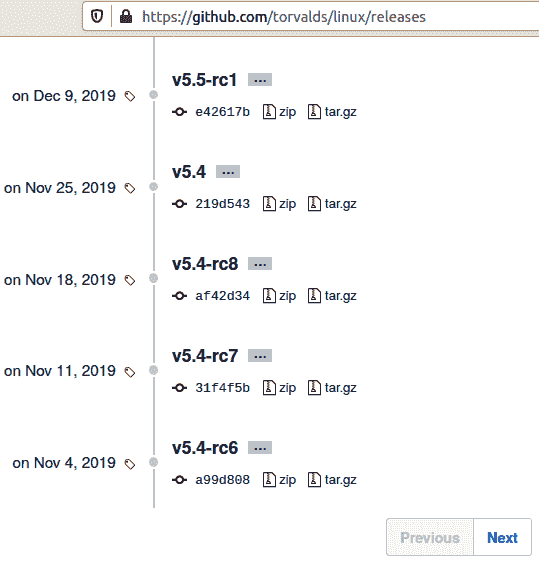 https://github.com/torvalds/linux/releases
on Dec 9, 2019
v5.5-rc1 ...
e42617b zip tar.gz
on Nov 25, 2019
v5.4 ...
219d543 zip tar.gz
on Nov 18, 2019
v5.4-rc8 ...
af42d34 zip tar.gz
on Nov 11, 2019
v5.4-rc7 ...
31f4f5b zip tar.gz
on Nov 4, 2019
v5.4-rc6 ...
a99d808 zip tar.gz
Previous Next